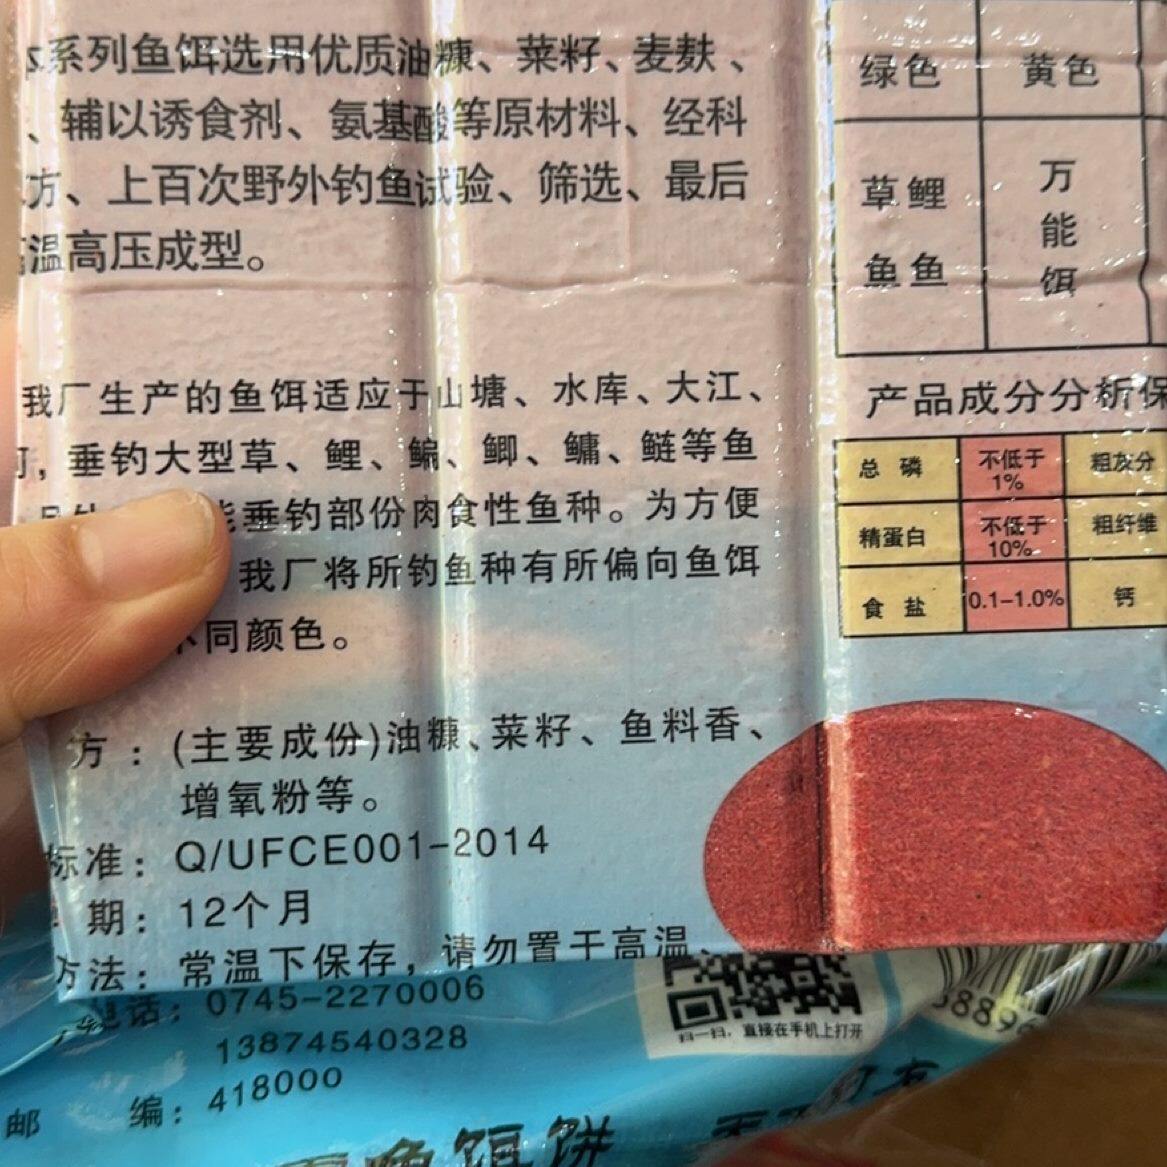 系列鱼饵选用优质油糠、菜籽、麦麸、
、辅以诱食剂、氨基酸等原材料、经科
方、上百次野外钓鱼试验、筛选、最后
温高压成型。
我厂生产的鱼饵适应于山塘、水库、大江、
，垂钓大型草、鲤、鳊、鲫、鳙、鲢等鱼
能垂钓部份肉食性鱼种。为方便
我厂将所钓鱼种有所偏向鱼饵
不同颜色。
方：(主要成份)油糠、菜籽、鱼料香、
增氧粉等。
标准：Q/UFCE001-2014
期：12个月
方法：常温下保存，请勿置于高温、
绿色 黄色
草鲤 万
能
鱼鱼 饵
产品成分分析保
总磷 不低于 粗灰分
1%
精蛋白 不低于 粗纤维
10%
食盐 0.1-1.0% 钙
电话：0745-2270006
13874540328
邮编：418000
扫一扫，直接在手机上打开
鱼饵饼